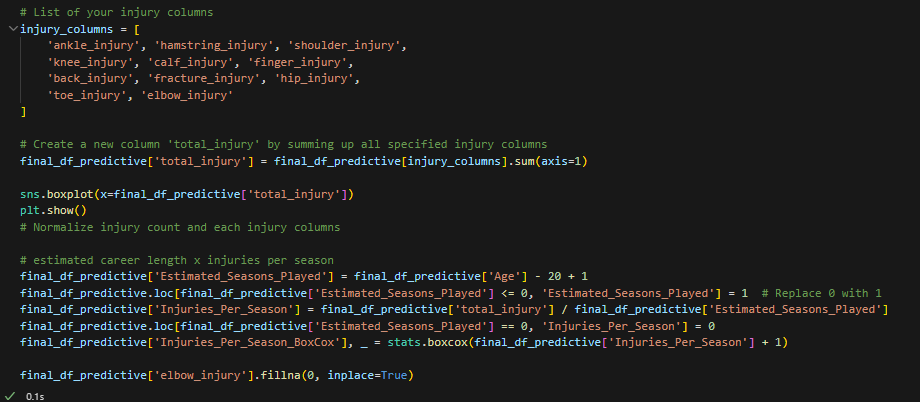 # List of your injury columns
injury_columns = [
    'ankle_injury', 'hamstring_injury', 'shoulder_injury',
    'knee_injury', 'calf_injury', 'finger_injury',
    'back_injury', 'fracture_injury', 'hip_injury',
    'toe_injury', 'elbow_injury'
]

# Create a new column 'total_injury' by summing up all specified injury columns
final_df_predictive['total_injury'] = final_df_predictive[injury_columns].sum(axis=1)

sns.boxplot(x=final_df_predictive['total_injury'])
plt.show()
# Normalize injury count and each injury columns

# estimated career length x injuries per season
final_df_predictive['Estimated_Seasons_Played'] = final_df_predictive['Age'] - 20 + 1
final_df_predictive.loc[final_df_predictive['Estimated_Seasons_Played'] <= 0, 'Estimated_Seasons_Played'] = 1  # Replace 0 with 1
final_df_predictive['Injuries_Per_Season'] = final_df_predictive['total_injury'] / final_df_predictive['Estimated_Seasons_Played']
final_df_predictive.loc[final_df_predictive['Estimated_Seasons_Played'] == 0, 'Injuries_Per_Season'] = 0
final_df_predictive['Injuries_Per_Season_BoxCox'], _ = stats.boxcox(final_df_predictive['Injuries_Per_Season'] + 1)

final_df_predictive['elbow_injury'].fillna(0, inplace=True)
0.1s